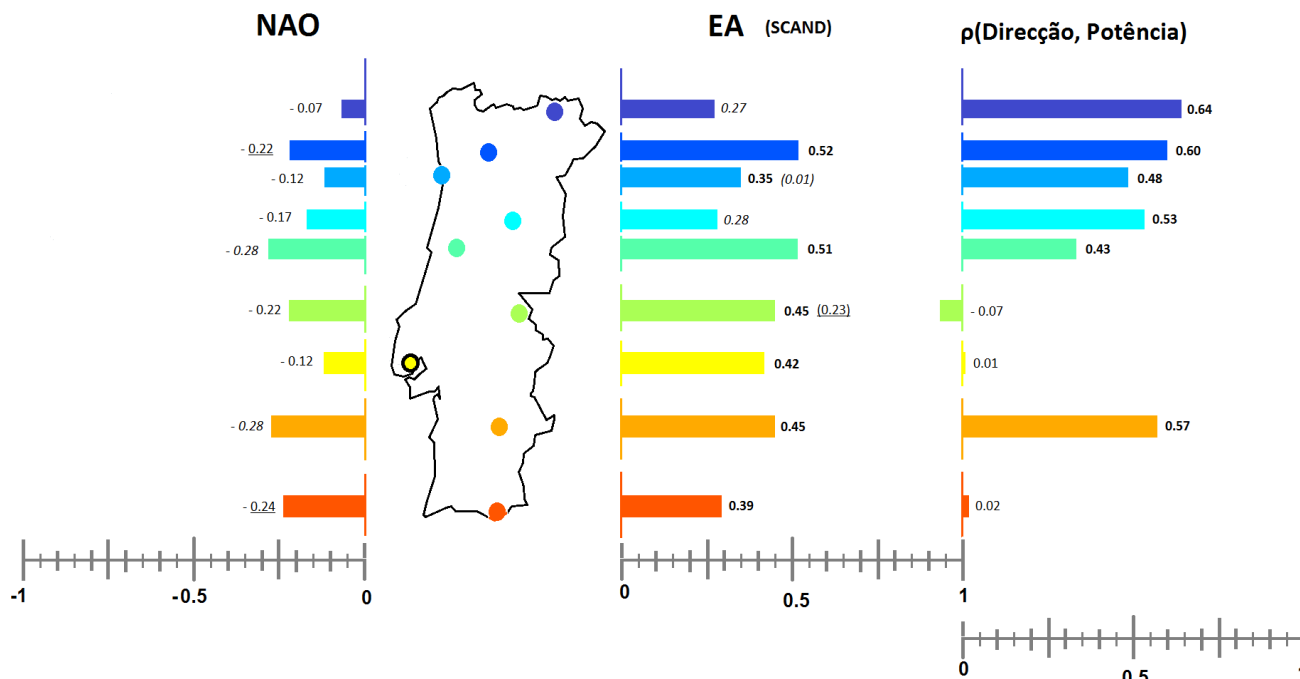 NAO EA (SCAND) ρ(Direcção, Potência)
- 0.07 0.27 0.64
- 0.22 0.52 0.60
- 0.12 0.35 (0.01) 0.48
- 0.17 0.28 0.53
- 0.28 0.51 0.43
- 0.22 0.45 (0.23) - 0.07
- 0.12 0.42 0.01
- 0.28 0.45 0.57
- 0.24 0.39 0.02
-1 -0.5 0 0 0.5 1
0 0.5